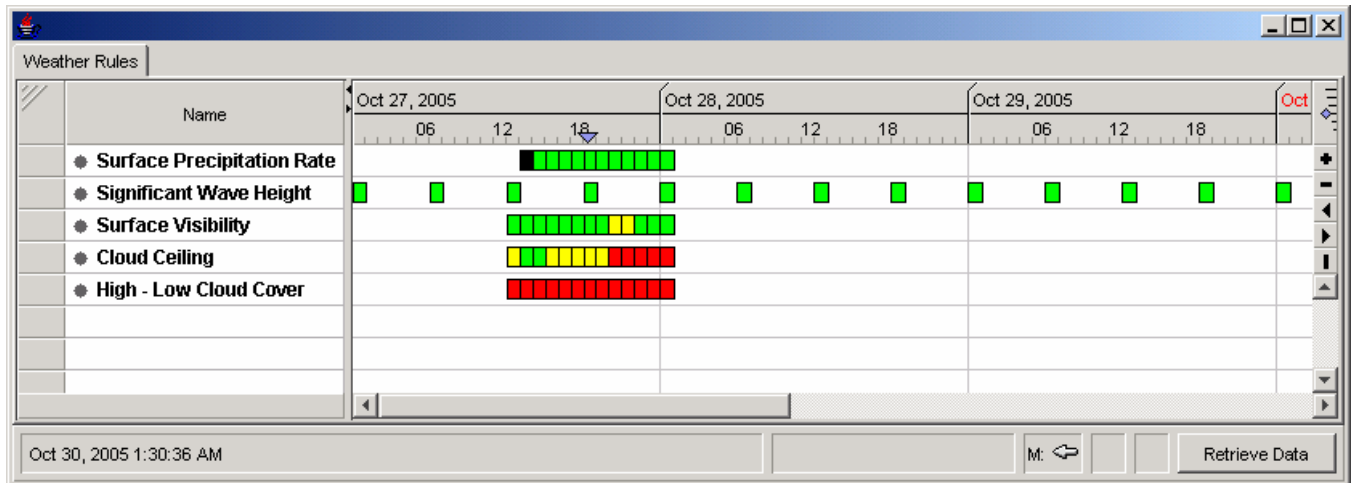 Weather Rules
Name
Oct 27, 2005 Oct 28, 2005 Oct 29, 2005 Oct
06 12 18 06 12 18 06 12 18
Surface Precipitation Rate
Significant Wave Height
Surface Visibility
Cloud Ceiling
High - Low Cloud Cover
Oct 30, 2005 1:30:36 AM M: Retrieve Data